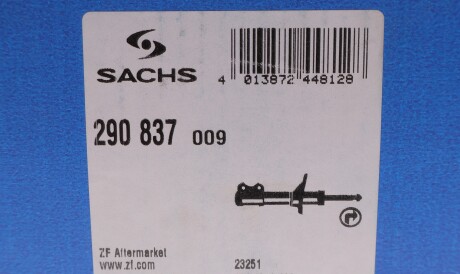 SACHS
4 013872 448128
290 837 009
ZF Aftermarket
www.zf.com
23251